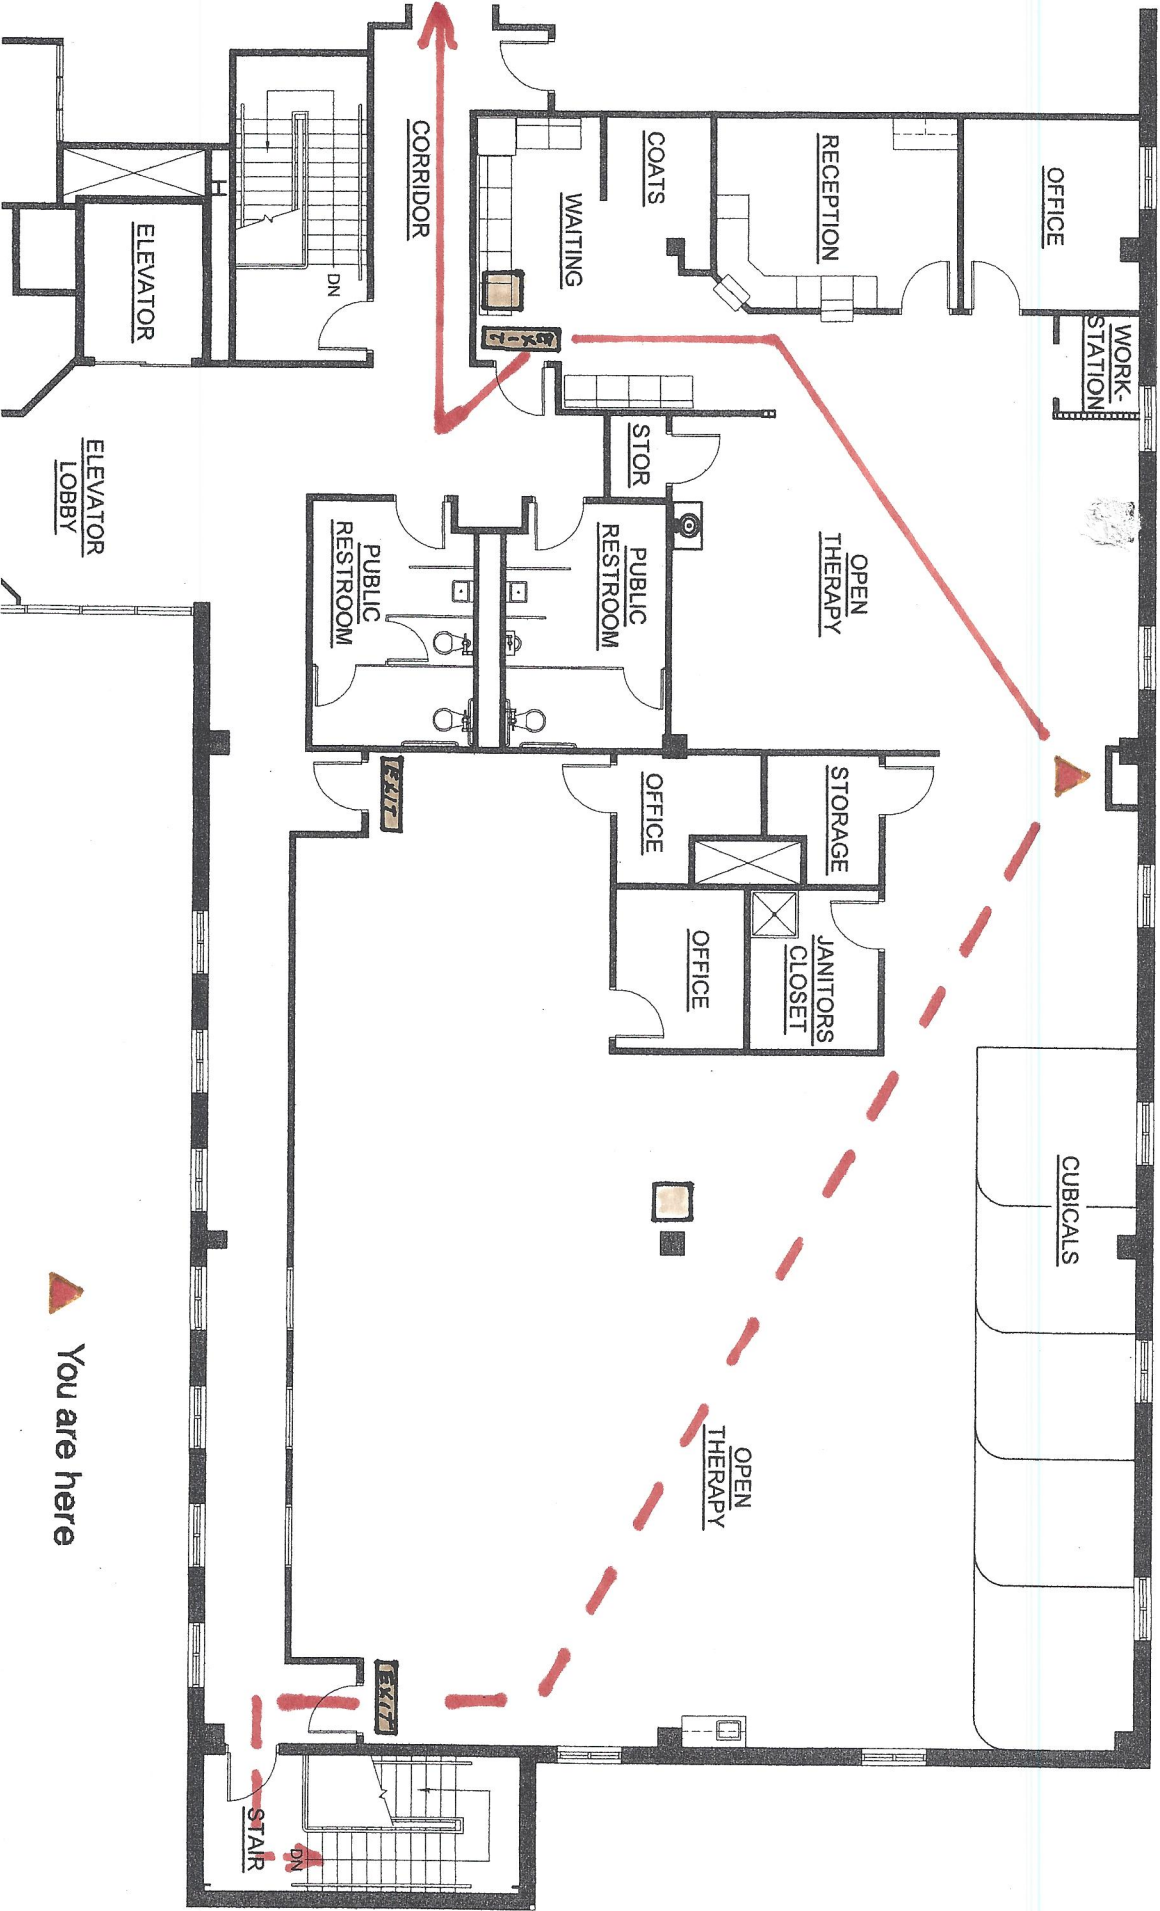 OFFICE
WORK-
STATION
CUBICALS
RECEPTION
OPEN
THERAPY
STORAGE
JANITORS
CLOSET
OPEN
THERAPY
COATS
STOR
PUBLIC
RESTROOM
OFFICE
OFFICE
WAITING
EXIT
CORRIDOR
PUBLIC
RESTROOM
EXIT
EXIT
DN
DN
STAIR
ELEVATOR
ELEVATOR
LOBBY
You are here